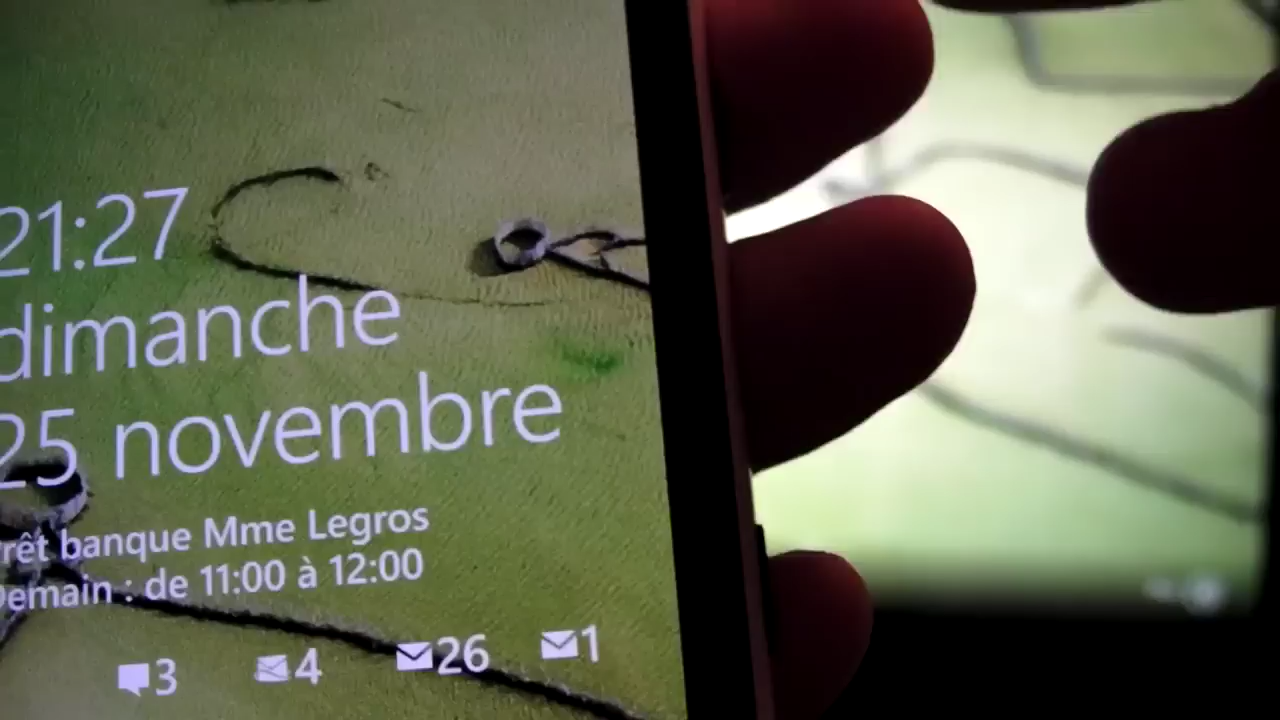 21:27
dimanche
25 novembre
rêt banque Mme Legros
Demain : de 11:00 à 12:00
3 4 26 1